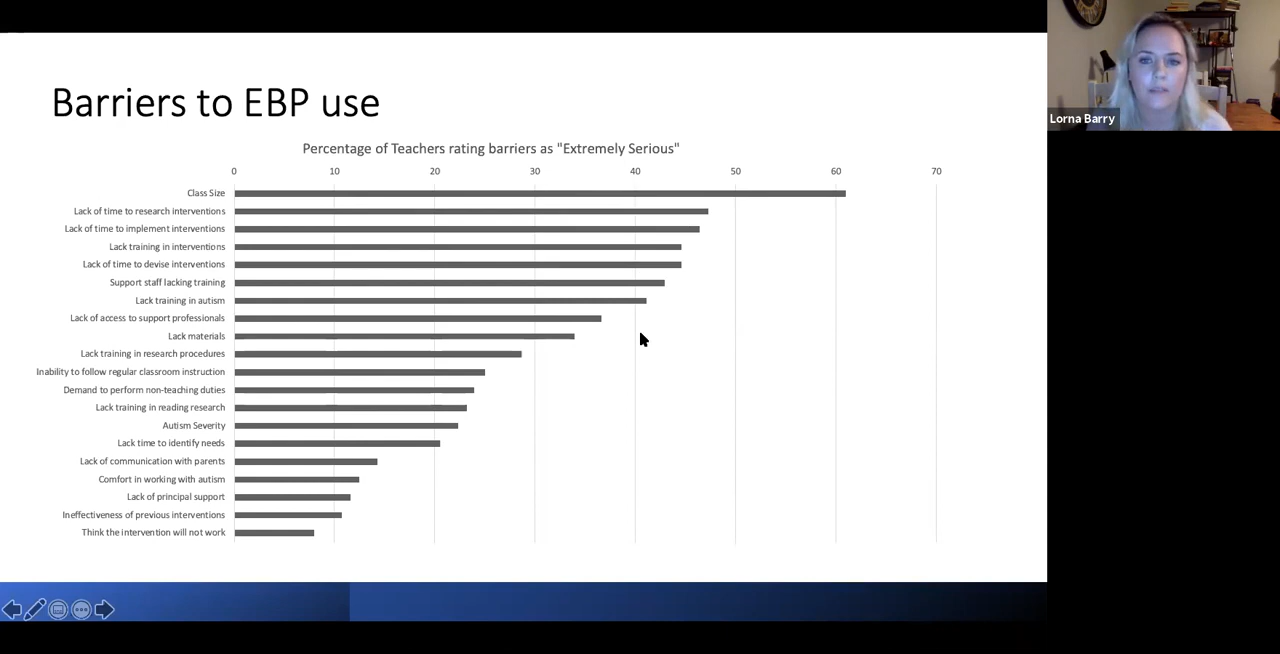 Barriers to EBP use
Percentage of Teachers rating barriers as "Extremely Serious"
0 10 20 30 40 50 60 70
Class Size
Lack of time to research interventions
Lack of time to implement interventions
Lack training in interventions
Lack of time to devise interventions
Support staff lacking training
Lack training in autism
Lack of access to support professionals
Lack materials
Lack training in research procedures
Inability to follow regular classroom instruction
Demand to perform non-teaching duties
Lack training in reading research
Autism Severity
Lack time to identify needs
Lack of communication with parents
Comfort in working with autism
Lack of principal support
Ineffectiveness of previous interventions
Think the intervention will not work
Lorna Barry